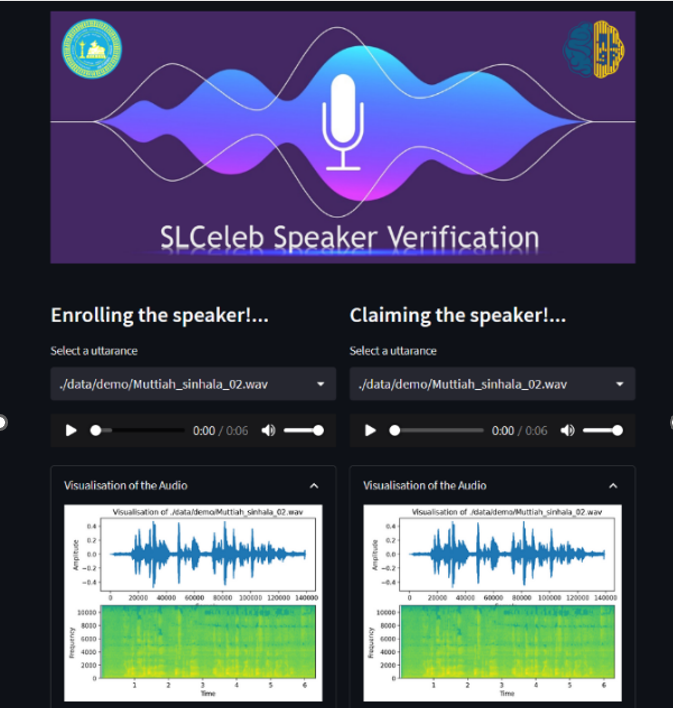 SLCeleb Speaker Verification
Enrolling the speaker!...
Select a uttarance
./data/demo/Muttiah_sinhala_02.wav
0:00 / 0:06
Visualisation of the Audio
Visualisation of ./data/demo/Muttiah_sinhala_02.wav
Amplitude
0.4
0.2
0.0
−0.2
−0.4
0 20000 40000 60000 80000 100000 120000 140000
Frequency
10000
8000
6000
4000
2000
0
1 2 3 4 5 6
Time
Claiming the speaker!...
Select a uttarance
./data/demo/Muttiah_sinhala_02.wav
0:00 / 0:06
Visualisation of the Audio
Visualisation of ./data/demo/Muttiah_sinhala_02.wav
Amplitude
0.4
0.2
0.0
−0.2
−0.4
0 20000 40000 60000 80000 100000 120000 140000
Frequency
10000
8000
6000
4000
2000
0
1 2 3 4 5 6
Time